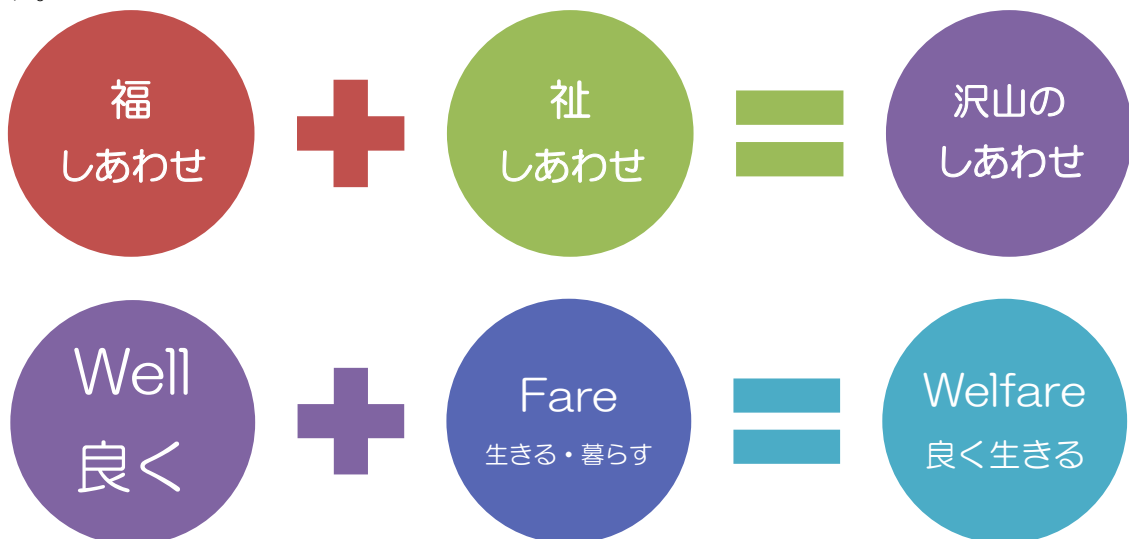 福
しあわせ
祉
しあわせ
沢山の
しあわせ
Well
良く
Fare
生きる・暮らす
Welfare
良く生きる